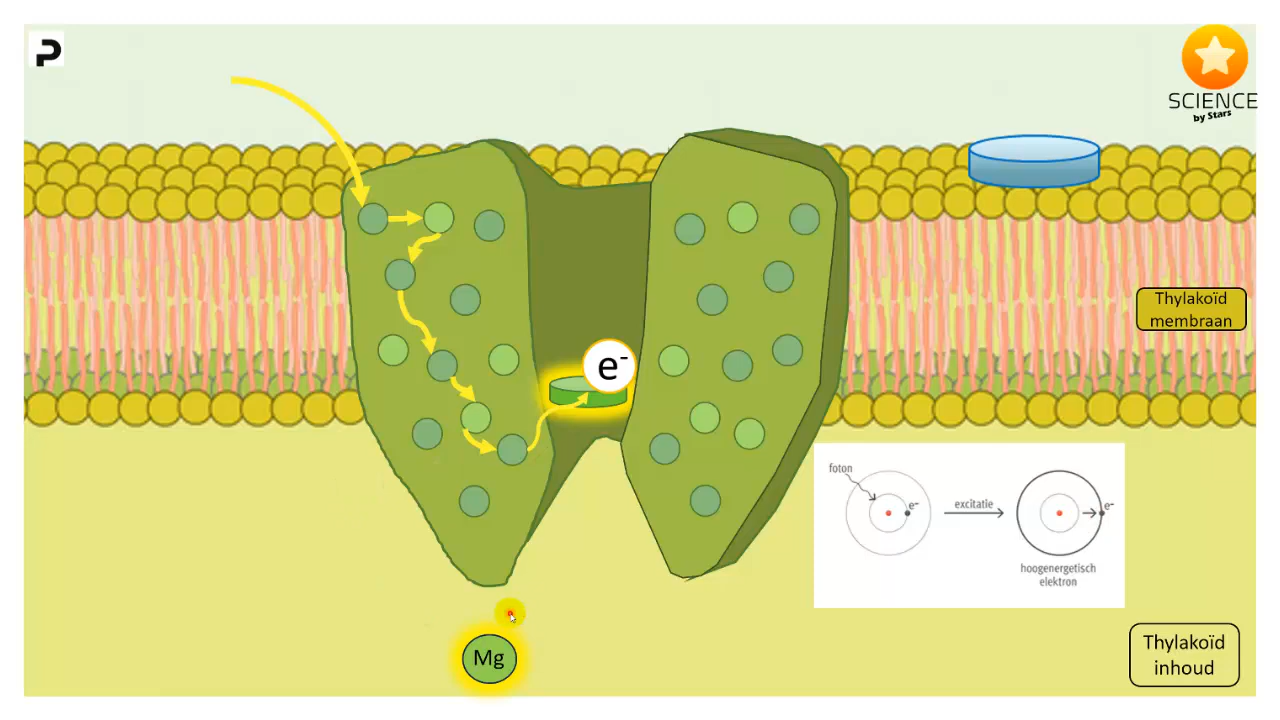 P
SCIENCE
by Stars
Thylakoïd
membraan
e-
foton
e-
excitatie
e-
hoogenergetisch
elektron
Mg
Thylakoïd
inhoud